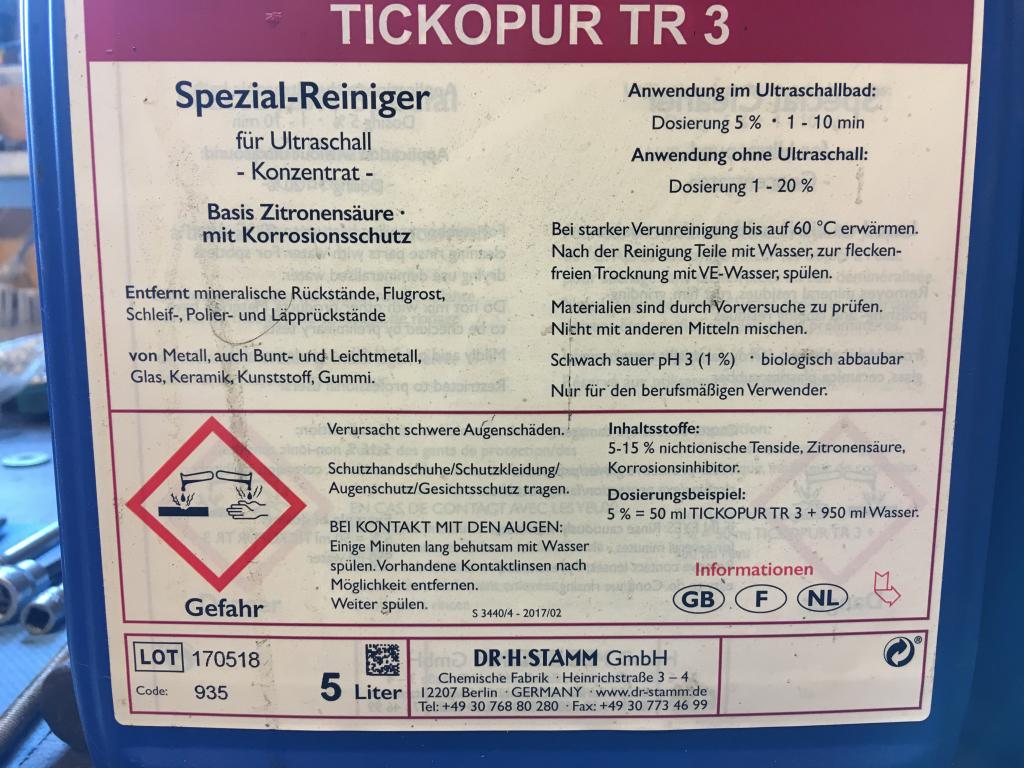 TICKOPUR TR 3
Spezial-Reiniger
für Ultraschall
- Konzentrat -
Basis Zitronensäure ·
mit Korrosionsschutz
Entfernt mineralische Rückstände, Flugrost,
Schleif-, Polier- und Läpprückstände
von Metall, auch Bunt- und Leichtmetall,
Glas, Keramik, Kunststoff, Gummi.
Anwendung im Ultraschallbad:
Dosierung 5 % · 1 - 10 min
Anwendung ohne Ultraschall:
Dosierung 1 - 20 %
Bei starker Verunreinigung bis auf 60 °C erwärmen.
Nach der Reinigung Teile mit Wasser, zur flecken-
freien Trocknung mit VE-Wasser, spülen.
Materialien sind durch Vorversuche zu prüfen.
Nicht mit anderen Mitteln mischen.
Schwach sauer pH 3 (1 %) · biologisch abbaubar
Nur für den berufsmäßigen Verwender.
Gefahr
Verursacht schwere Augenschäden.
Schutzhandschuhe/Schutzkleidung/
Augenschutz/Gesichtsschutz tragen.
BEI KONTAKT MIT DEN AUGEN:
Einige Minuten lang behutsam mit Wasser
spülen. Vorhandene Kontaktlinsen nach
Möglichkeit entfernen.
Weiter spülen.
S 3440/4 - 2017/02
Inhaltsstoffe:
5-15 % nichtionische Tenside, Zitronensäure,
Korrosionsinhibitor.
Dosierungsbeispiel:
5 % = 50 ml TICKOPUR TR 3 + 950 ml Wasser.
Informationen
GB F NL
LOT 170518
Code: 935
5 Liter
DR·H·STAMM GmbH
Chemische Fabrik · Heinrichstraße 3 – 4
12207 Berlin · GERMANY · www.dr-stamm.de
Tel: +49 30 768 80 280 · Fax: +49 30 773 46 99